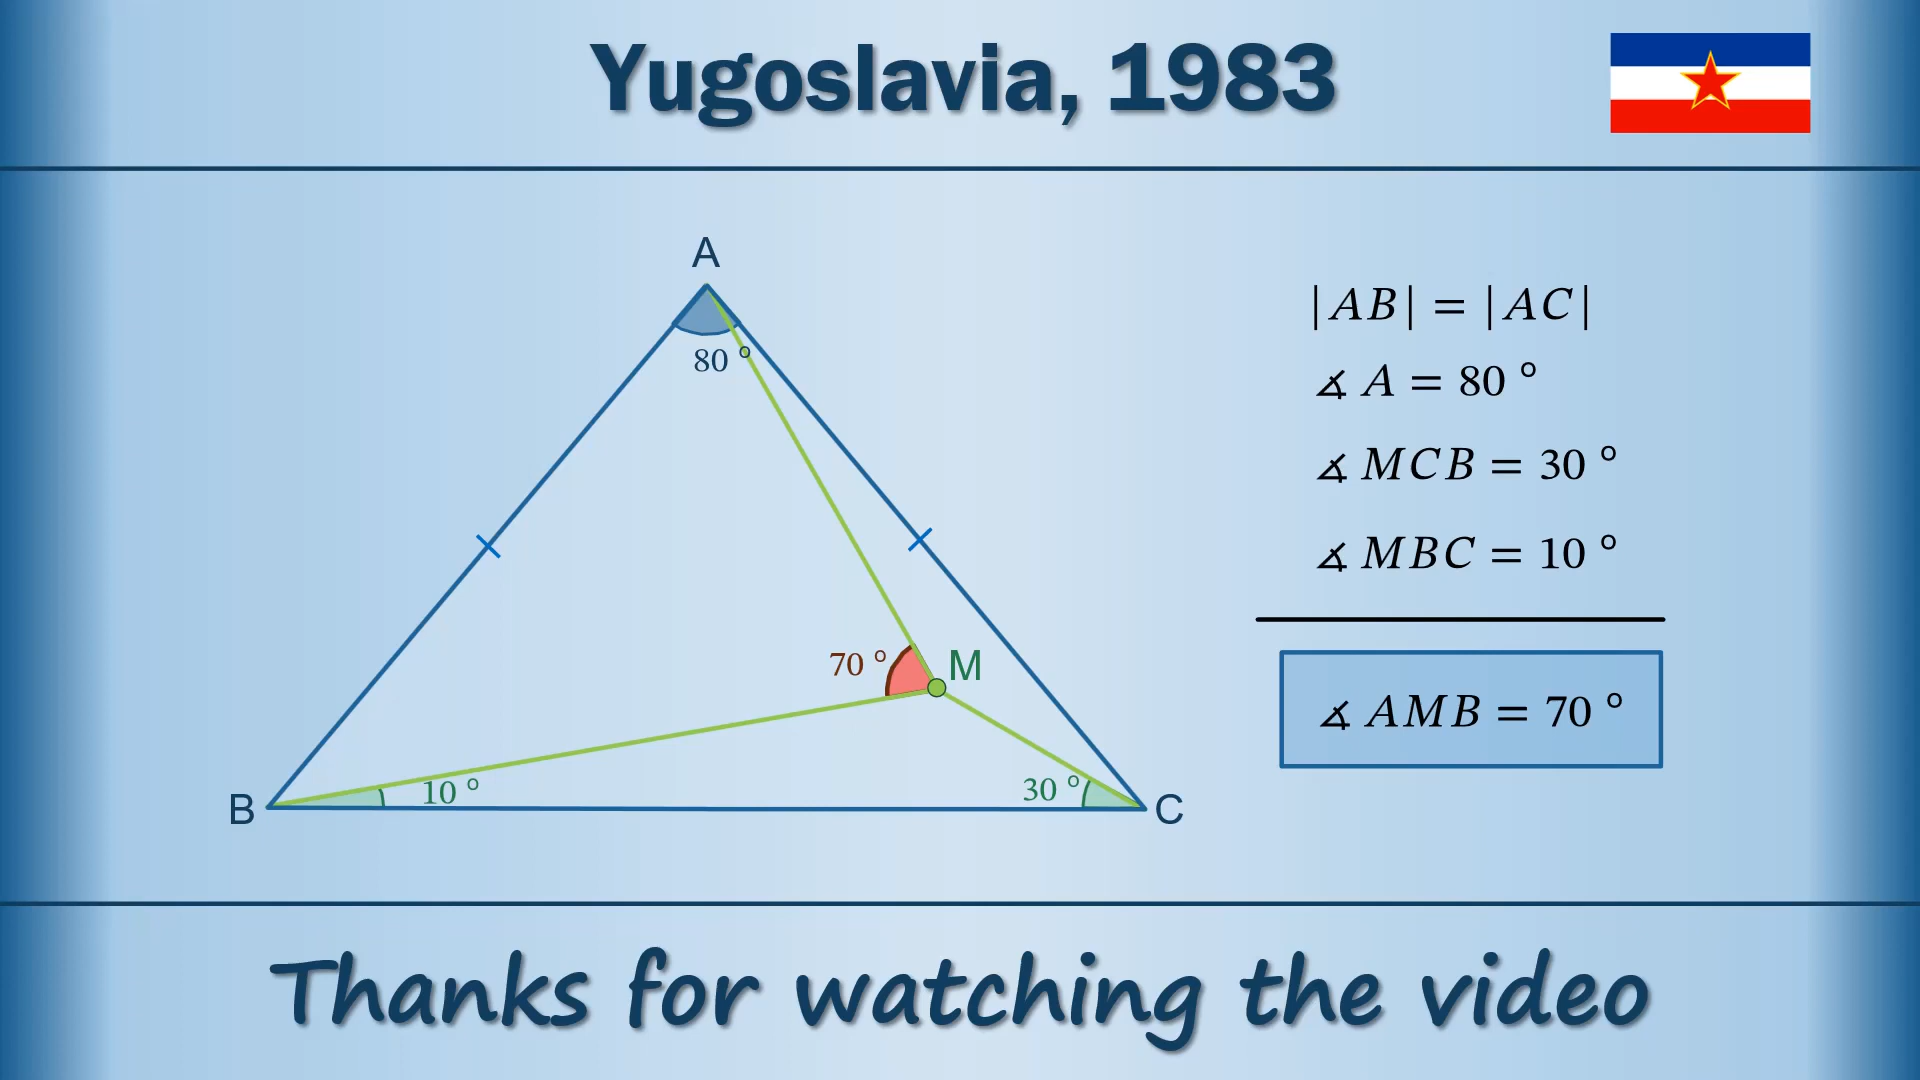 Yugoslavia, 1983
A
80 °
|AB| = |AC|
∡ A = 80 °
∡ MCB = 30 °
∡ MBC = 10 °
70 °
M
∡ AMB = 70 °
B
10 °
30 °
C
Thanks for watching the video